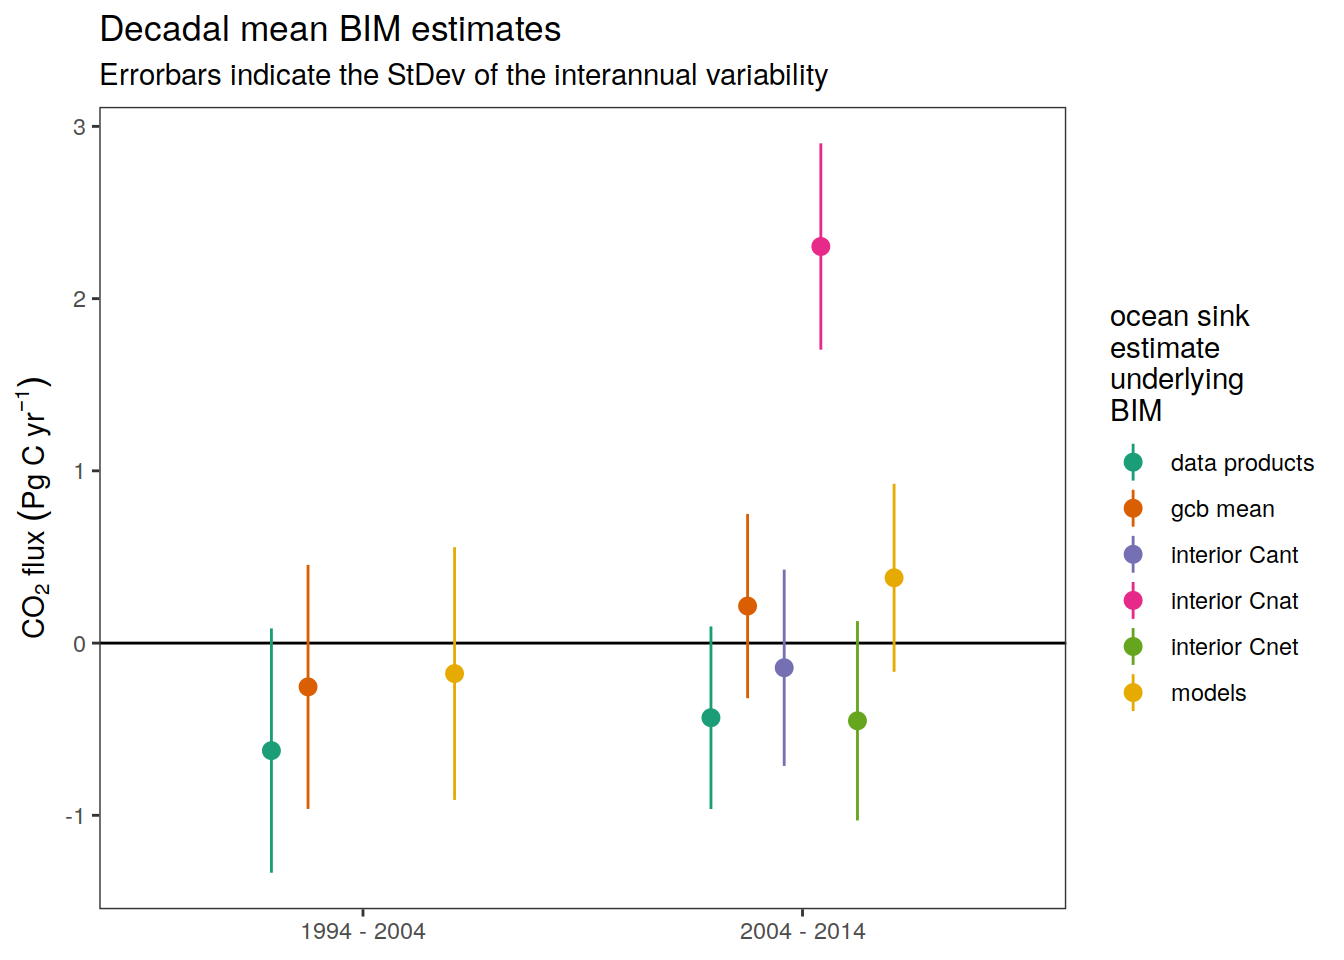 Decadal mean BIM estimates
Errorbars indicate the StDev of the interannual variability
CO₂ flux (Pg C yr⁻¹)
3
2
1
0
-1
1994 - 2004
2004 - 2014
ocean sink
estimate
underlying
BIM
data products
gcb mean
interior Cant
interior Cnat
interior Cnet
models